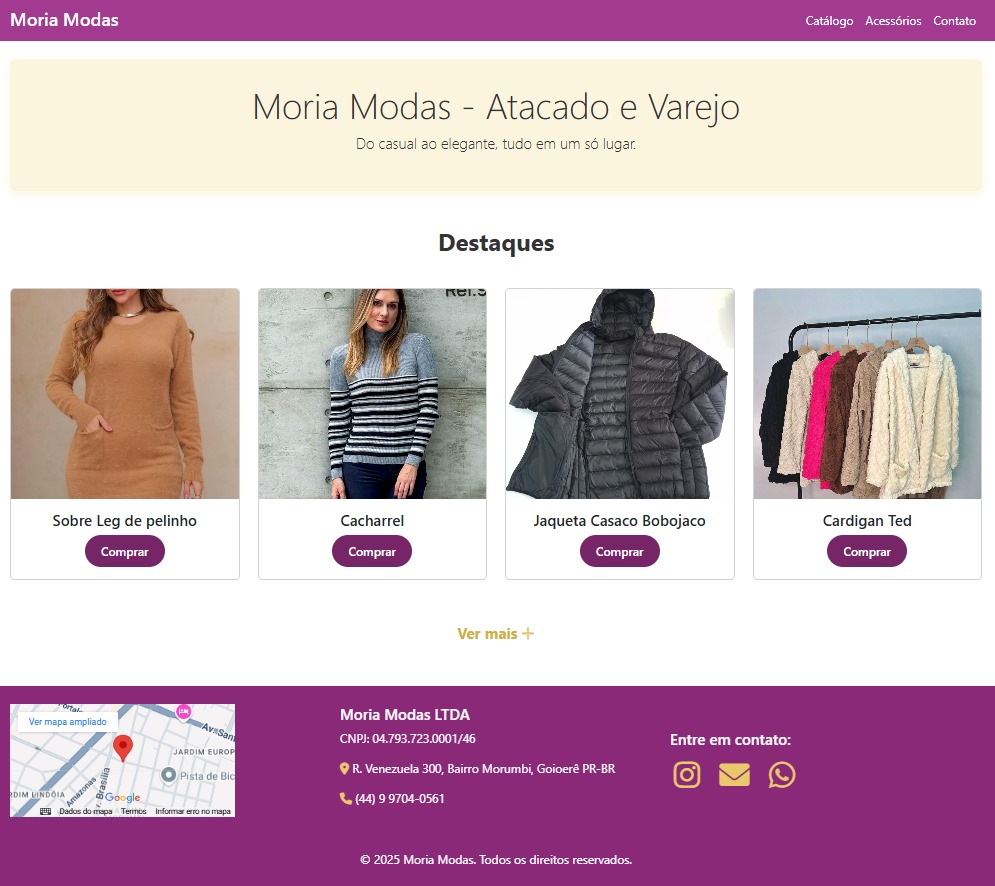 Moria Modas
Catálogo Acessórios Contato
Moria Modas - Atacado e Varejo
Do casual ao elegante, tudo em um só lugar.
Destaques
Sobre Leg de pelinho
Comprar
Cacharrel
Comprar
Jaqueta Casaco Bobojaco
Comprar
Cardigan Ted
Comprar
Ver mais +
Ver mapa ampliado
Av. San
JARDIM EUROP
Pista de Bic
RDIM LINDÓIA
Amazonas
Brasília
Google
Dados do mapa Termos Informar erro no mapa
Moria Modas LTDA
CNPJ: 04.793.723.0001/46
R. Venezuela 300, Bairro Morumbi, Goioerê PR-BR
(44) 9 9704-0561
Entre em contato:
© 2025 Moria Modas. Todos os direitos reservados.